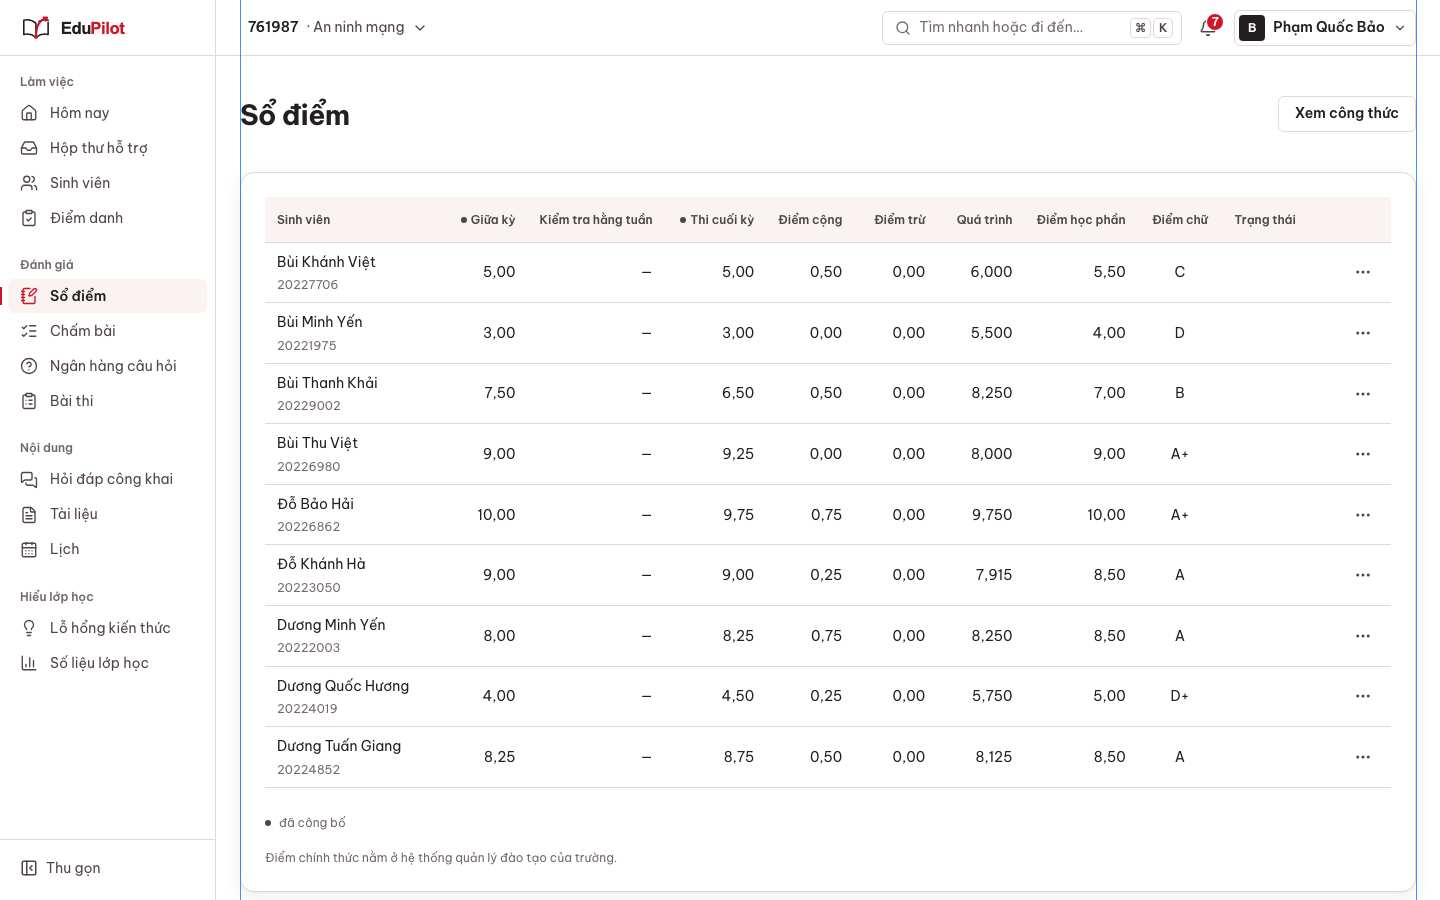 EduPilot
761987 · An ninh mạng
Tìm nhanh hoặc đi đến... ⌘ K
7
B Phạm Quốc Bảo
Làm việc
Hôm nay
Hộp thư hỗ trợ
Sinh viên
Điểm danh
Đánh giá
Sổ điểm
Chấm bài
Ngân hàng câu hỏi
Bài thi
Nội dung
Hỏi đáp công khai
Tài liệu
Lịch
Hiểu lớp học
Lỗ hổng kiến thức
Số liệu lớp học
Thu gọn
Sổ điểm
Xem công thức
Sinh viên Giữa kỳ Kiểm tra hằng tuần Thi cuối kỳ Điểm cộng Điểm trừ Quá trình Điểm học phần Điểm chữ Trạng thái
Bùi Khánh Việt
20227706
5,00 — 5,00 0,50 0,00 6,000 5,50 C
Bùi Minh Yến
20221975
3,00 — 3,00 0,00 0,00 5,500 4,00 D
Bùi Thanh Khải
20229002
7,50 — 6,50 0,50 0,00 8,250 7,00 B
Bùi Thu Việt
20226980
9,00 — 9,25 0,00 0,00 8,000 9,00 A+
Đỗ Bảo Hải
20226862
10,00 — 9,75 0,75 0,00 9,750 10,00 A+
Đỗ Khánh Hà
20223050
9,00 — 9,00 0,25 0,00 7,915 8,50 A
Dương Minh Yến
20222003
8,00 — 8,25 0,75 0,00 8,250 8,50 A
Dương Quốc Hương
20224019
4,00 — 4,50 0,25 0,00 5,750 5,00 D+
Dương Tuấn Giang
20224852
8,25 — 8,75 0,50 0,00 8,125 8,50 A
đã công bố
Điểm chính thức nằm ở hệ thống quản lý đào tạo của trường.